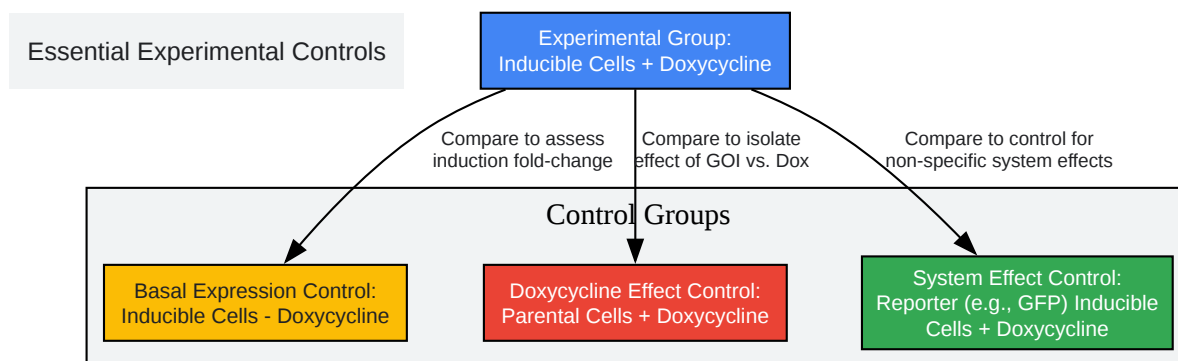 Essential Experimental Controls
Experimental Group:
Inducible Cells + Doxycycline
Compare to assess
induction fold-change
Compare to isolate
effect of GOI vs. Dox
Compare to control for
non-specific system effects
Control Groups
Basal Expression Control:
Inducible Cells - Doxycycline
Doxycycline Effect Control:
Parental Cells + Doxycycline
System Effect Control:
Reporter (e.g., GFP) Inducible
Cells + Doxycycline